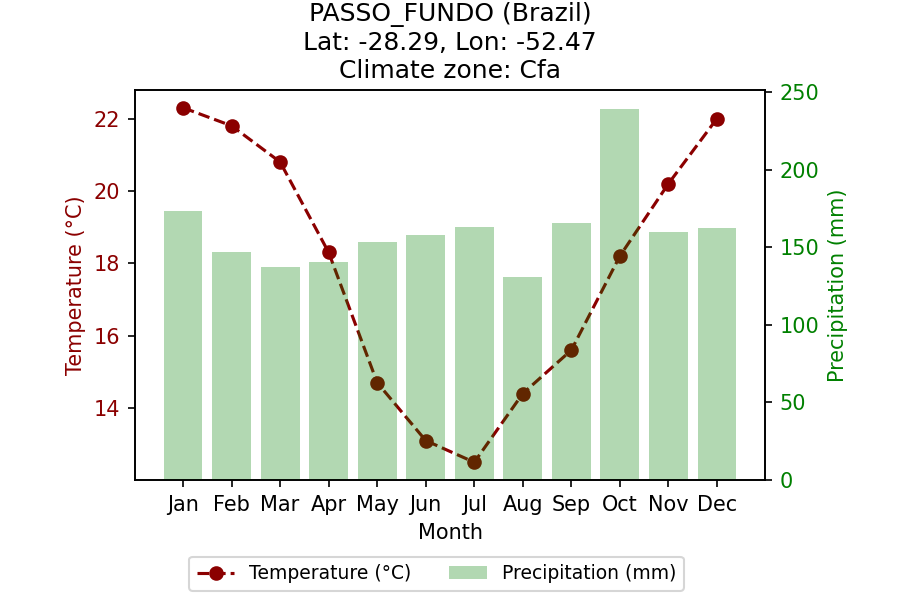 PASSO_FUNDO (Brazil)
Lat: -28.29, Lon: -52.47
Climate zone: Cfa
Temperature (°C)
22
20
18
16
14
250
200
150
100
50
0
Precipitation (mm)
Jan Feb Mar Apr May Jun Jul Aug Sep Oct Nov Dec
Month
Temperature (°C) Precipitation (mm)